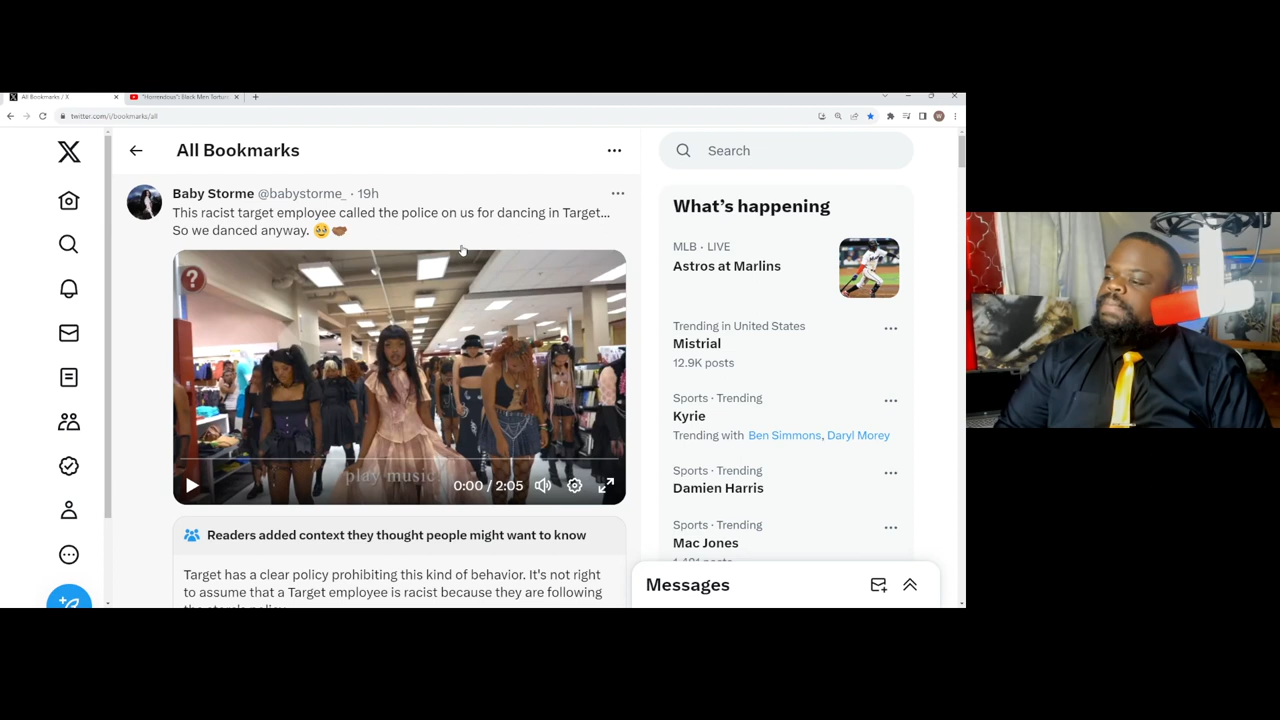 All Bookmarks / X
"Horrendous": Black Men Tortu
twitter.com/i/bookmarks/all
All Bookmarks
Baby Storme @babystorme_ · 19h
This racist target employee called the police on us for dancing in Target...
So we danced anyway. 🥹🤝🏾
play music!
0:00 / 2:05
Readers added context they thought people might want to know
Target has a clear policy prohibiting this kind of behavior. It's not right
to assume that a Target employee is racist because they are following
Search
What's happening
MLB · LIVE
Astros at Marlins
Trending in United States
Mistrial
12.9K posts
Sports · Trending
Kyrie
Trending with Ben Simmons, Daryl Morey
Sports · Trending
Damien Harris
Sports · Trending
Mac Jones
Messages